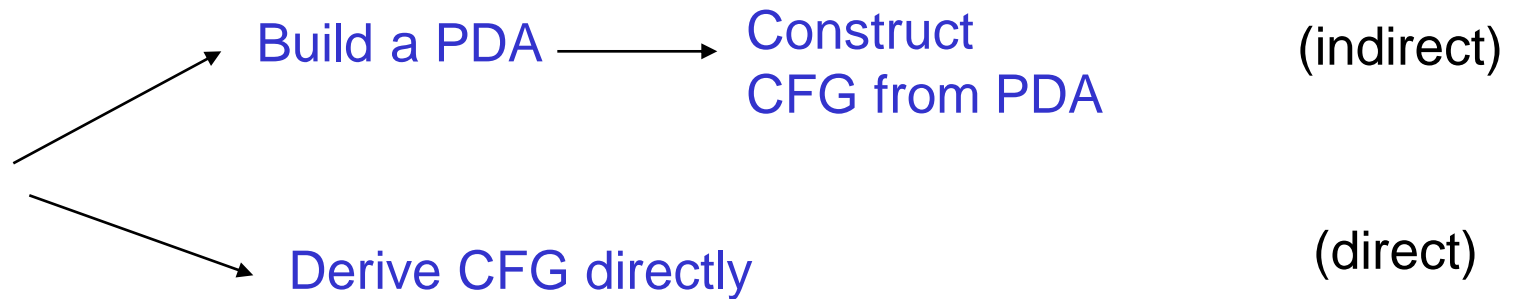 Build a PDA
Construct
CFG from PDA
(indirect)
Derive CFG directly
(direct)